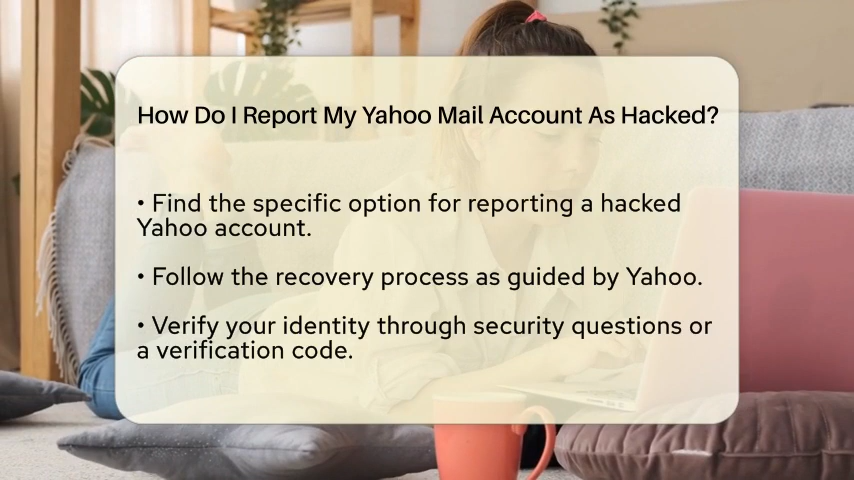 How Do I Report My Yahoo Mail Account As Hacked?
• Find the specific option for reporting a hacked
Yahoo account.
• Follow the recovery process as guided by Yahoo.
• Verify your identity through security questions or
a verification code.